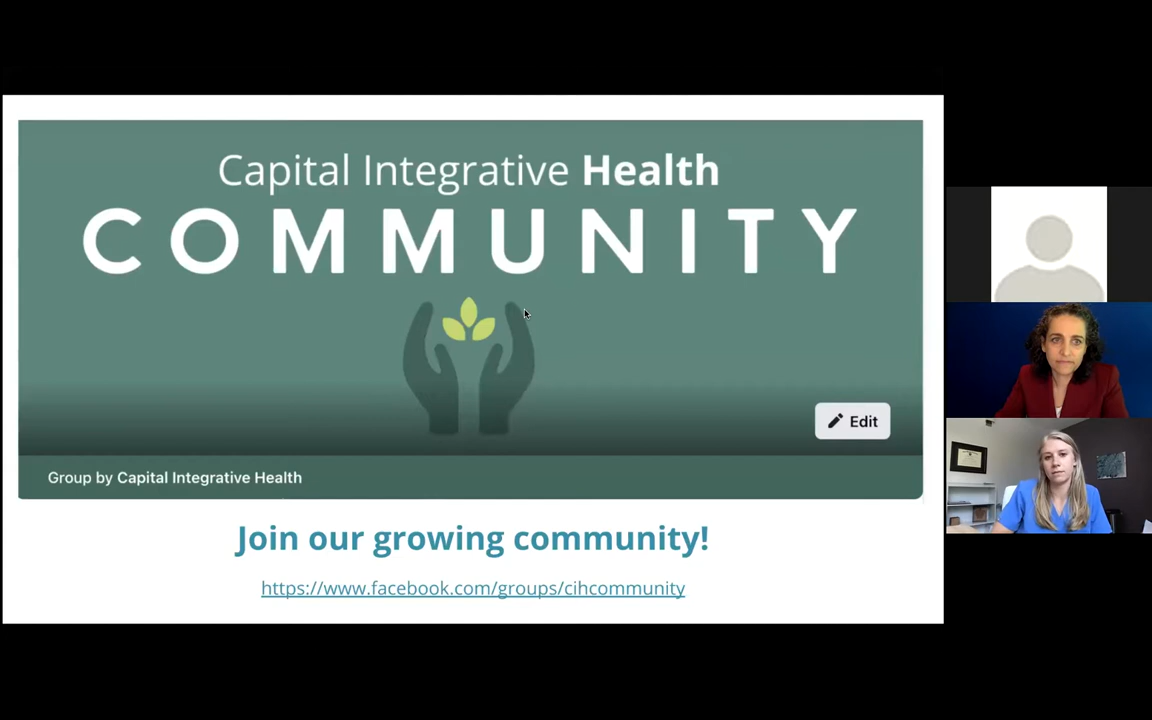 Capital Integrative Health
COMMUNITY
Edit
Group by Capital Integrative Health
Join our growing community!
https://www.facebook.com/groups/cihcommunity